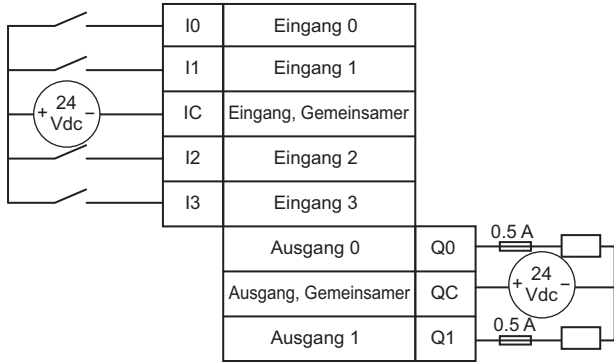 I0 Eingang 0
I1 Eingang 1
+ 24 Vdc −
IC Eingang, Gemeinsamer
I2 Eingang 2
I3 Eingang 3
Ausgang 0 Q0 0.5 A
Ausgang, Gemeinsamer QC
+ 24 Vdc −
Ausgang 1 Q1 0.5 A